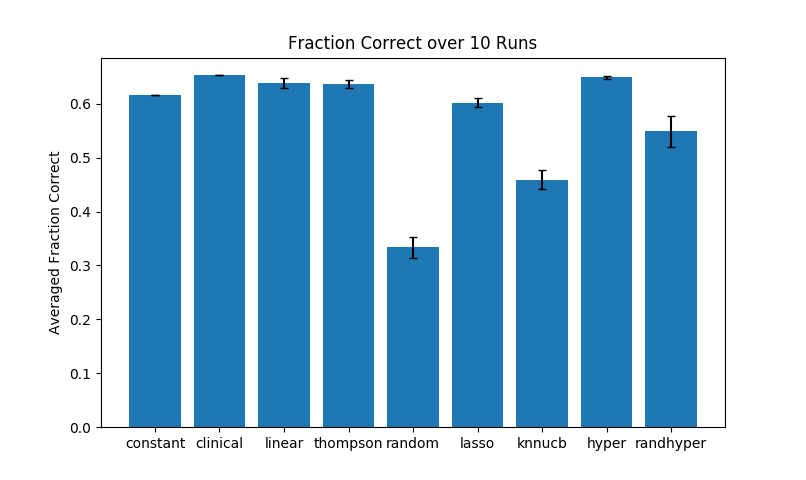 Fraction Correct over 10 Runs
Averaged Fraction Correct
0.6
0.5
0.4
0.3
0.2
0.1
0.0
constant clinical linear thompson random lasso knnucb hyper randhyper